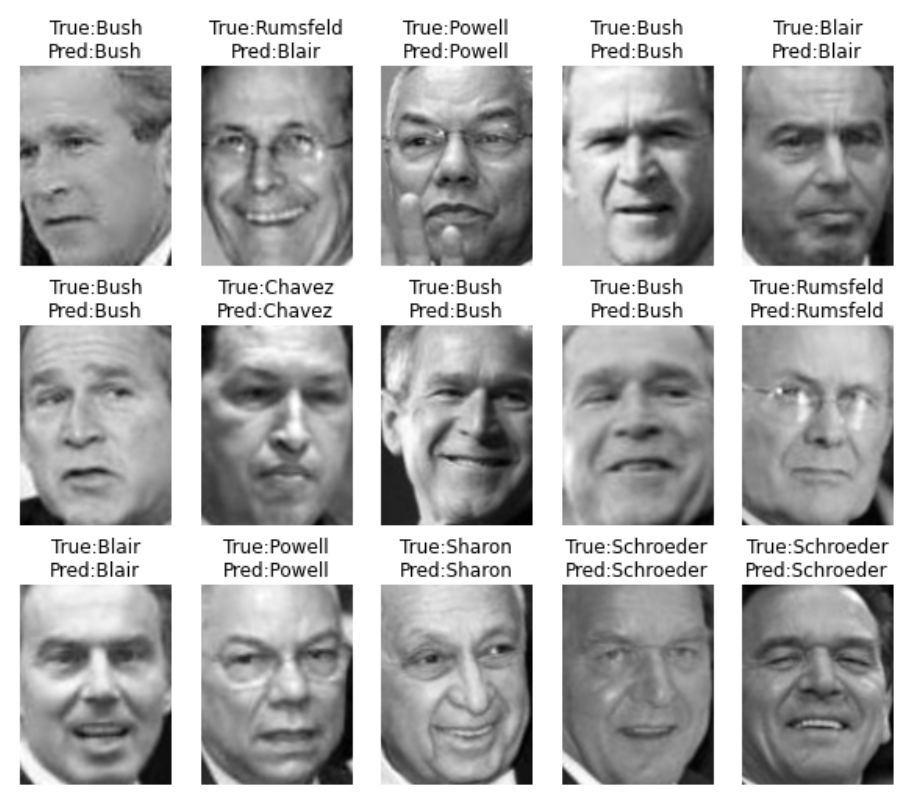 True:Bush
Pred:Bush
True:Rumsfeld
Pred:Blair
True:Powell
Pred:Powell
True:Bush
Pred:Bush
True:Blair
Pred:Blair
True:Bush
Pred:Bush
True:Chavez
Pred:Chavez
True:Bush
Pred:Bush
True:Bush
Pred:Bush
True:Rumsfeld
Pred:Rumsfeld
True:Blair
Pred:Blair
True:Powell
Pred:Powell
True:Sharon
Pred:Sharon
True:Schroeder
Pred:Schroeder
True:Schroeder
Pred:Schroeder